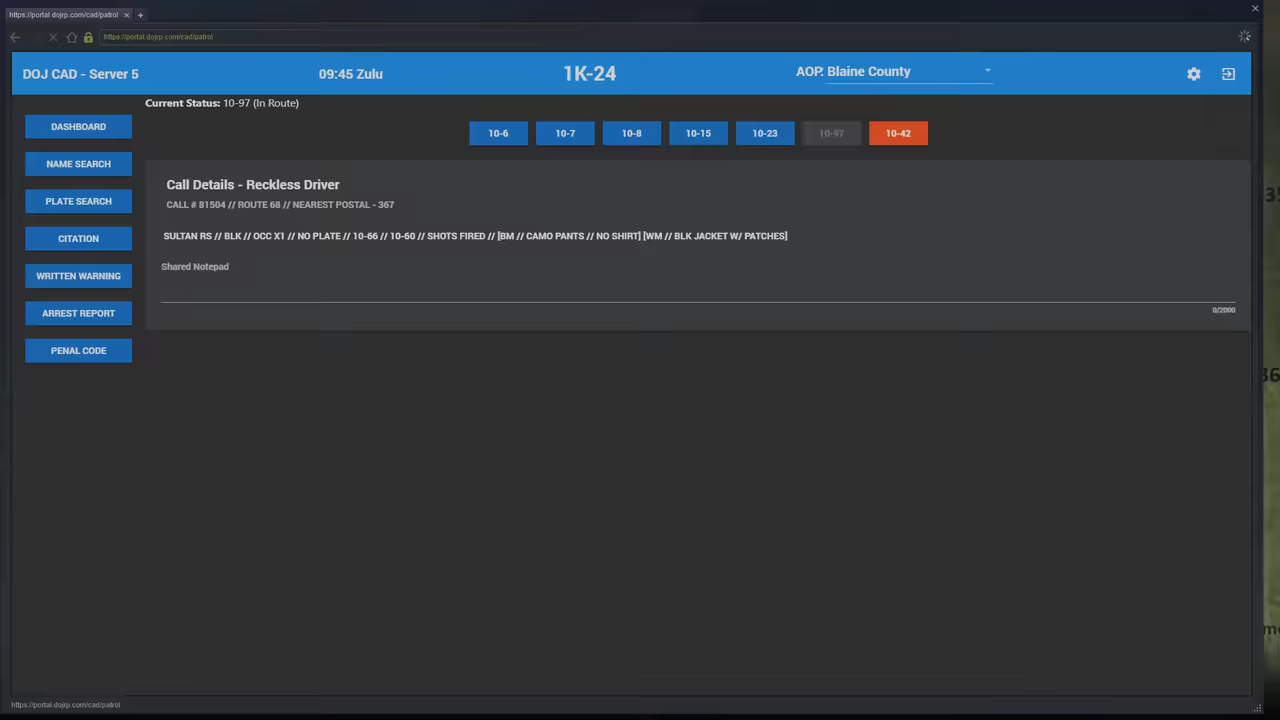 https://portal.dojrp.com/cad/patrol
https://portal.dojrp.com/cad/patrol
DOJ CAD - Server 5
09:45 Zulu
1K-24
AOP: Blaine County
Current Status: 10-97 (In Route)
10-6
10-7
10-8
10-15
10-23
10-97
10-42
DASHBOARD
NAME SEARCH
PLATE SEARCH
CITATION
WRITTEN WARNING
ARREST REPORT
PENAL CODE
Call Details - Reckless Driver
CALL # 81504 // ROUTE 68 // NEAREST POSTAL - 367
SULTAN RS // BLK // OCC X1 // NO PLATE // 10-66 // 10-60 // SHOTS FIRED // [BM // CAMO PANTS // NO SHIRT] [WM // BLK JACKET W/ PATCHES]
Shared Notepad
0/2000
https://portal.dojrp.com/cad/patrol